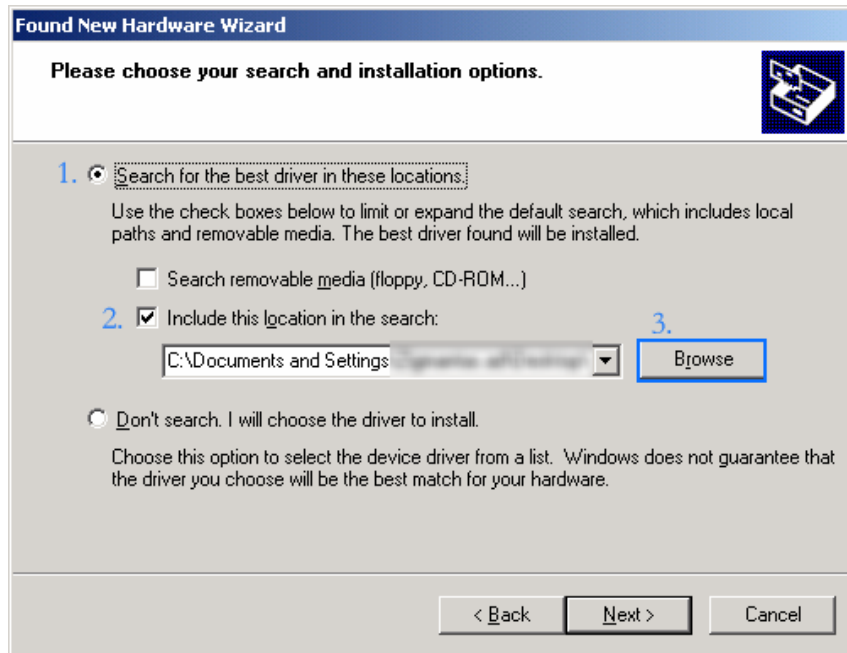 Found New Hardware Wizard
Please choose your search and installation options.
1. Search for the best driver in these locations.
Use the check boxes below to limit or expand the default search, which includes local
paths and removable media. The best driver found will be installed.
Search removable media (floppy, CD-ROM...)
2. Include this location in the search:
3.
C:\Documents and Settings
Browse
Don't search. I will choose the driver to install.
Choose this option to select the device driver from a list. Windows does not guarantee that
the driver you choose will be the best match for your hardware.
< Back Next > Cancel